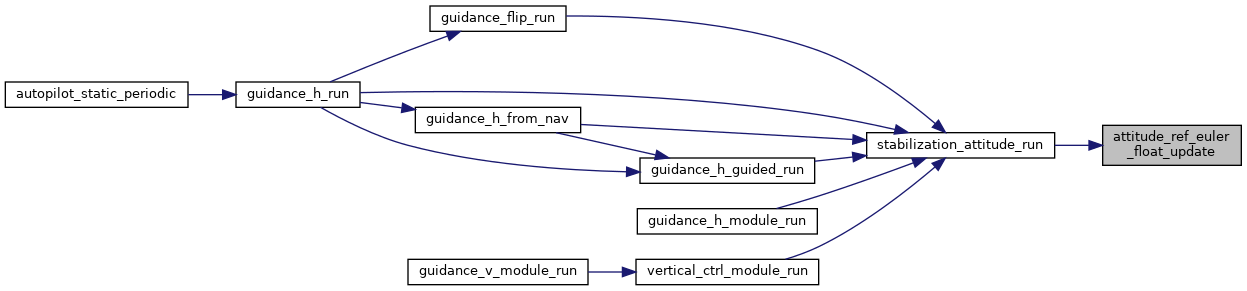 guidance_flip_run
autopilot_static_periodic
guidance_h_run
guidance_h_from_nav
stabilization_attitude_run
attitude_ref_euler
_float_update
guidance_h_guided_run
guidance_h_module_run
guidance_v_module_run
vertical_ctrl_module_run